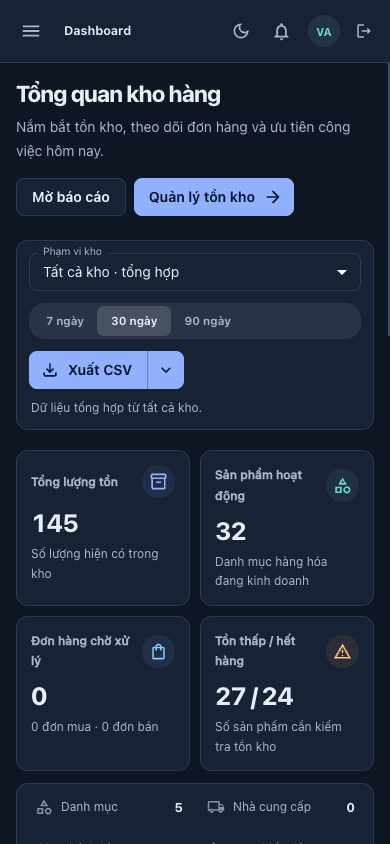 Dashboard
VA
Tổng quan kho hàng
Nắm bắt tồn kho, theo dõi đơn hàng và ưu tiên công
việc hôm nay.
Mở báo cáo
Quản lý tồn kho
Phạm vi kho
Tất cả kho · tổng hợp
7 ngày
30 ngày
90 ngày
Xuất CSV
Dữ liệu tổng hợp từ tất cả kho.
Tổng lượng tồn
145
Số lượng hiện có trong
kho
Sản phẩm hoạt
động
32
Danh mục hàng hóa
đang kinh doanh
Đơn hàng chờ xử
lý
0
0 đơn mua · 0 đơn bán
Tồn thấp / hết
hàng
27 / 24
Số sản phẩm cần kiểm
tra tồn kho
Danh mục
5
Nhà cung cấp
0